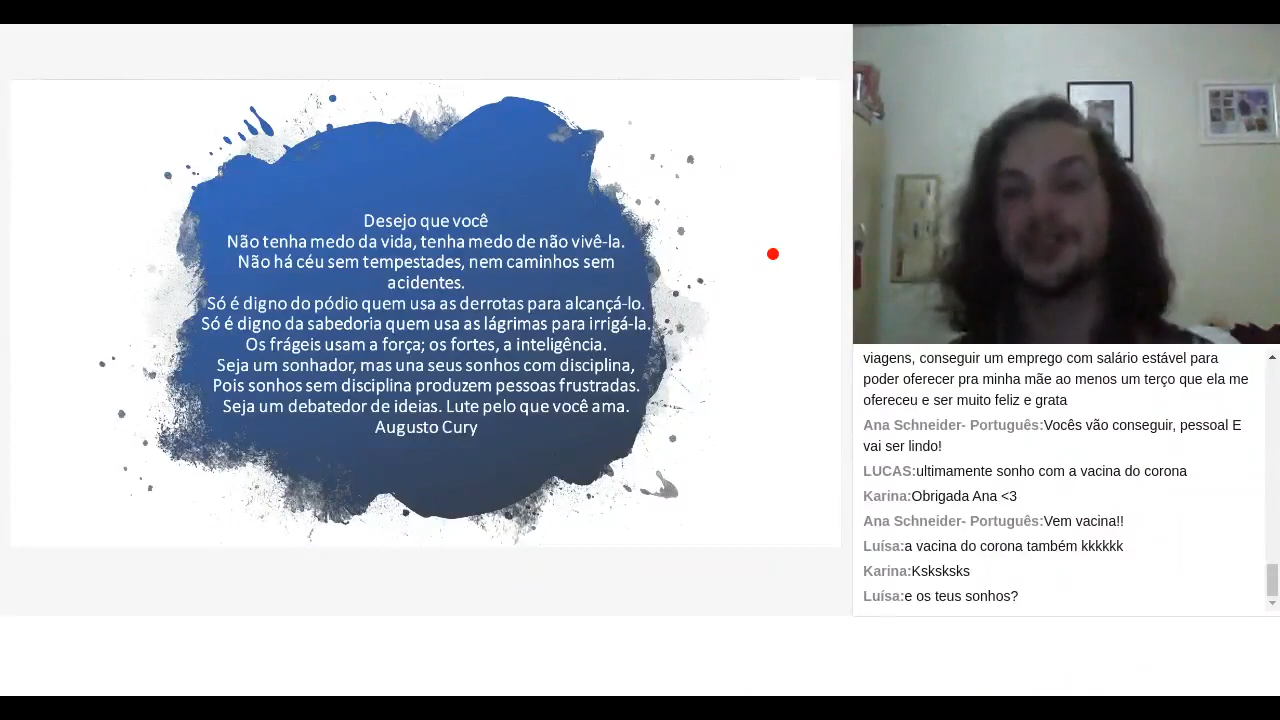 Desejo que você
Não tenha medo da vida, tenha medo de não vivê-la.
Não há céu sem tempestades, nem caminhos sem
acidentes.
Só é digno do pódio quem usa as derrotas para alcançá-lo.
Só é digno da sabedoria quem usa as lágrimas para irrigá-la.
Os frágeis usam a força; os fortes, a inteligência.
Seja um sonhador, mas una seus sonhos com disciplina,
Pois sonhos sem disciplina produzem pessoas frustradas.
Seja um debatedor de ideias. Lute pelo que você ama.
Augusto Cury
viagens, conseguir um emprego com salário estável para
poder oferecer pra minha mãe ao menos um terço que ela me
ofereceu e ser muito feliz e grata
Ana Schneider- Português:Vocês vão conseguir, pessoal E
vai ser lindo!
LUCAS:ultimamente sonho com a vacina do corona
Karina:Obrigada Ana <3
Ana Schneider- Português:Vem vacina!!
Luísa:a vacina do corona também kkkkkk
Karina:Ksksksks
Luísa:e os teus sonhos?